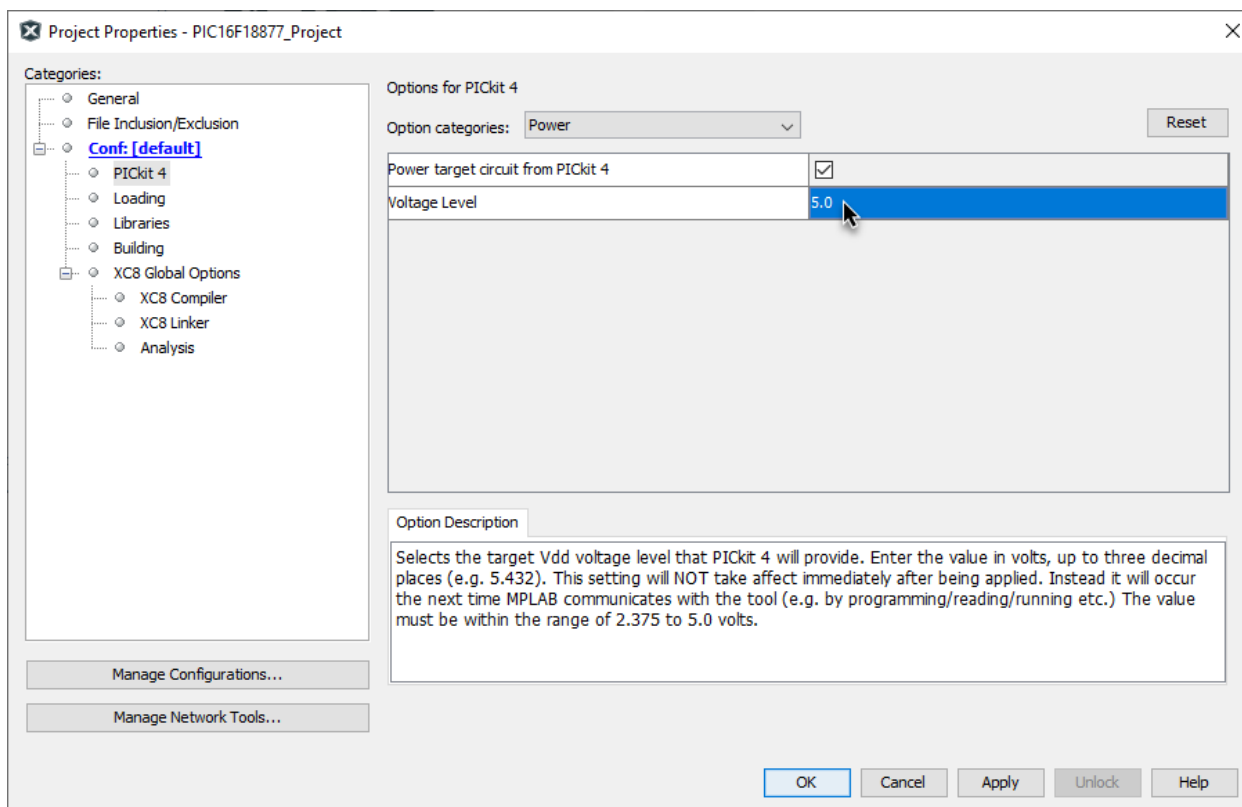 Project Properties - PIC16F18877_Project
Categories:
General
File Inclusion/Exclusion
Conf: [default]
PICkit 4
Loading
Libraries
Building
XC8 Global Options
XC8 Compiler
XC8 Linker
Analysis
Manage Configurations...
Manage Network Tools...
Options for PICkit 4
Option categories: Power
Reset
Power target circuit from PICkit 4
Voltage Level 5.0
Option Description
Selects the target Vdd voltage level that PICkit 4 will provide. Enter the value in volts, up to three decimal
places (e.g. 5.432). This setting will NOT take affect immediately after being applied. Instead it will occur
the next time MPLAB communicates with the tool (e.g. by programming/reading/running etc.) The value
must be within the range of 2.375 to 5.0 volts.
OK Cancel Apply Unlock Help